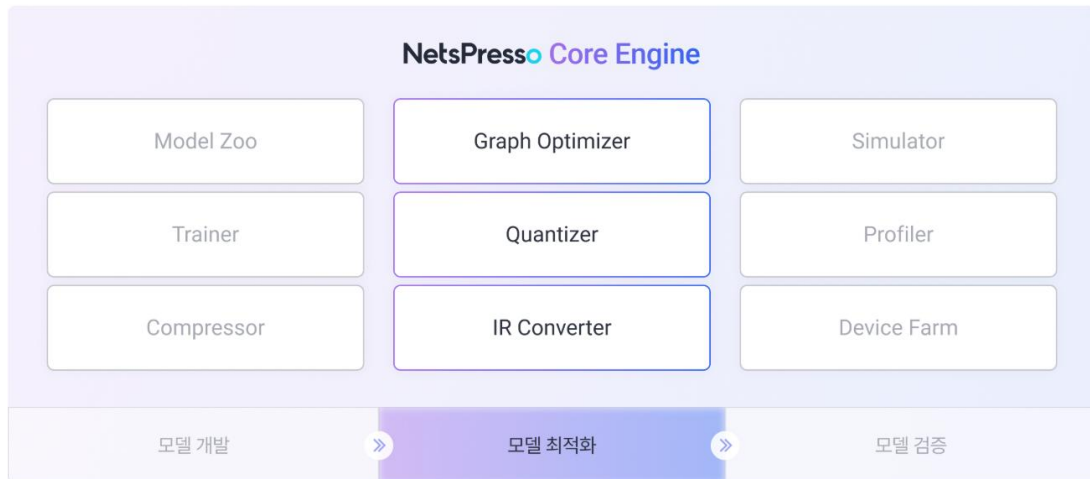 NetsPresso Core Engine
Model Zoo
Graph Optimizer
Simulator
Trainer
Quantizer
Profiler
Compressor
IR Converter
Device Farm
모델 개발
모델 최적화
모델 검증